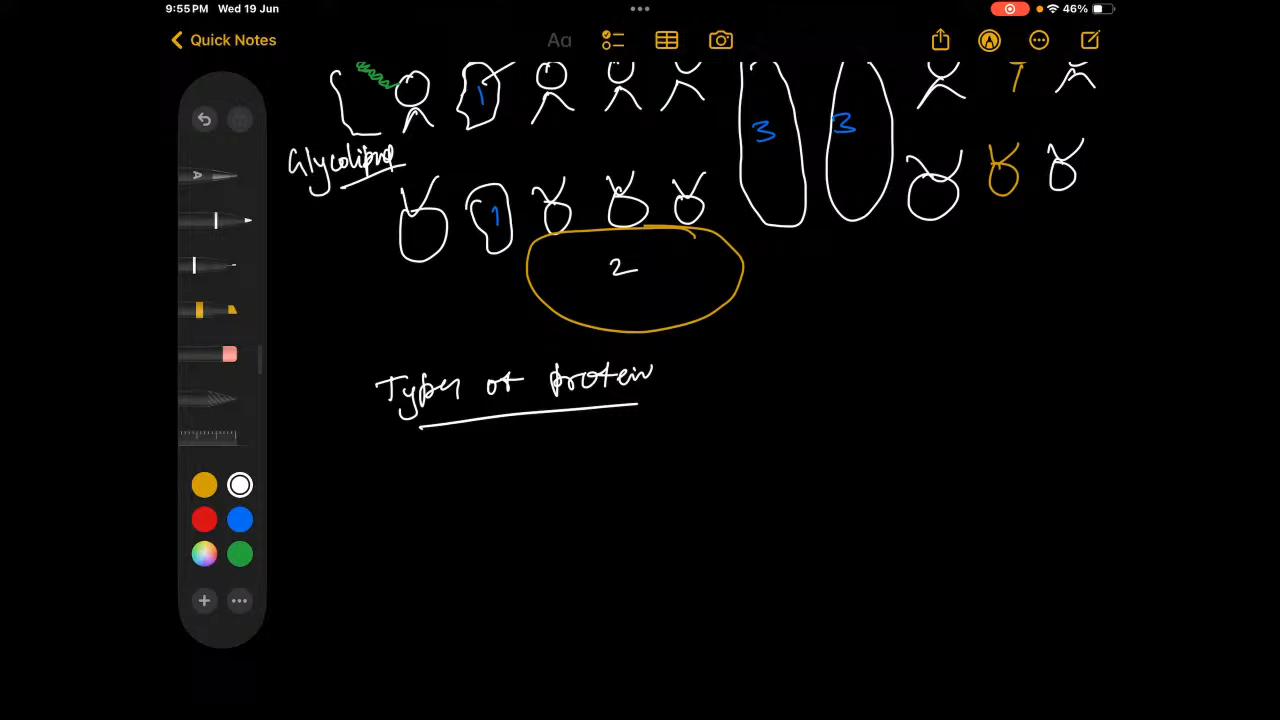 9:55 PM Wed 19 Jun
46%
Quick Notes
Aa
1
3
3
Glycolipid
1
2
Types of protein